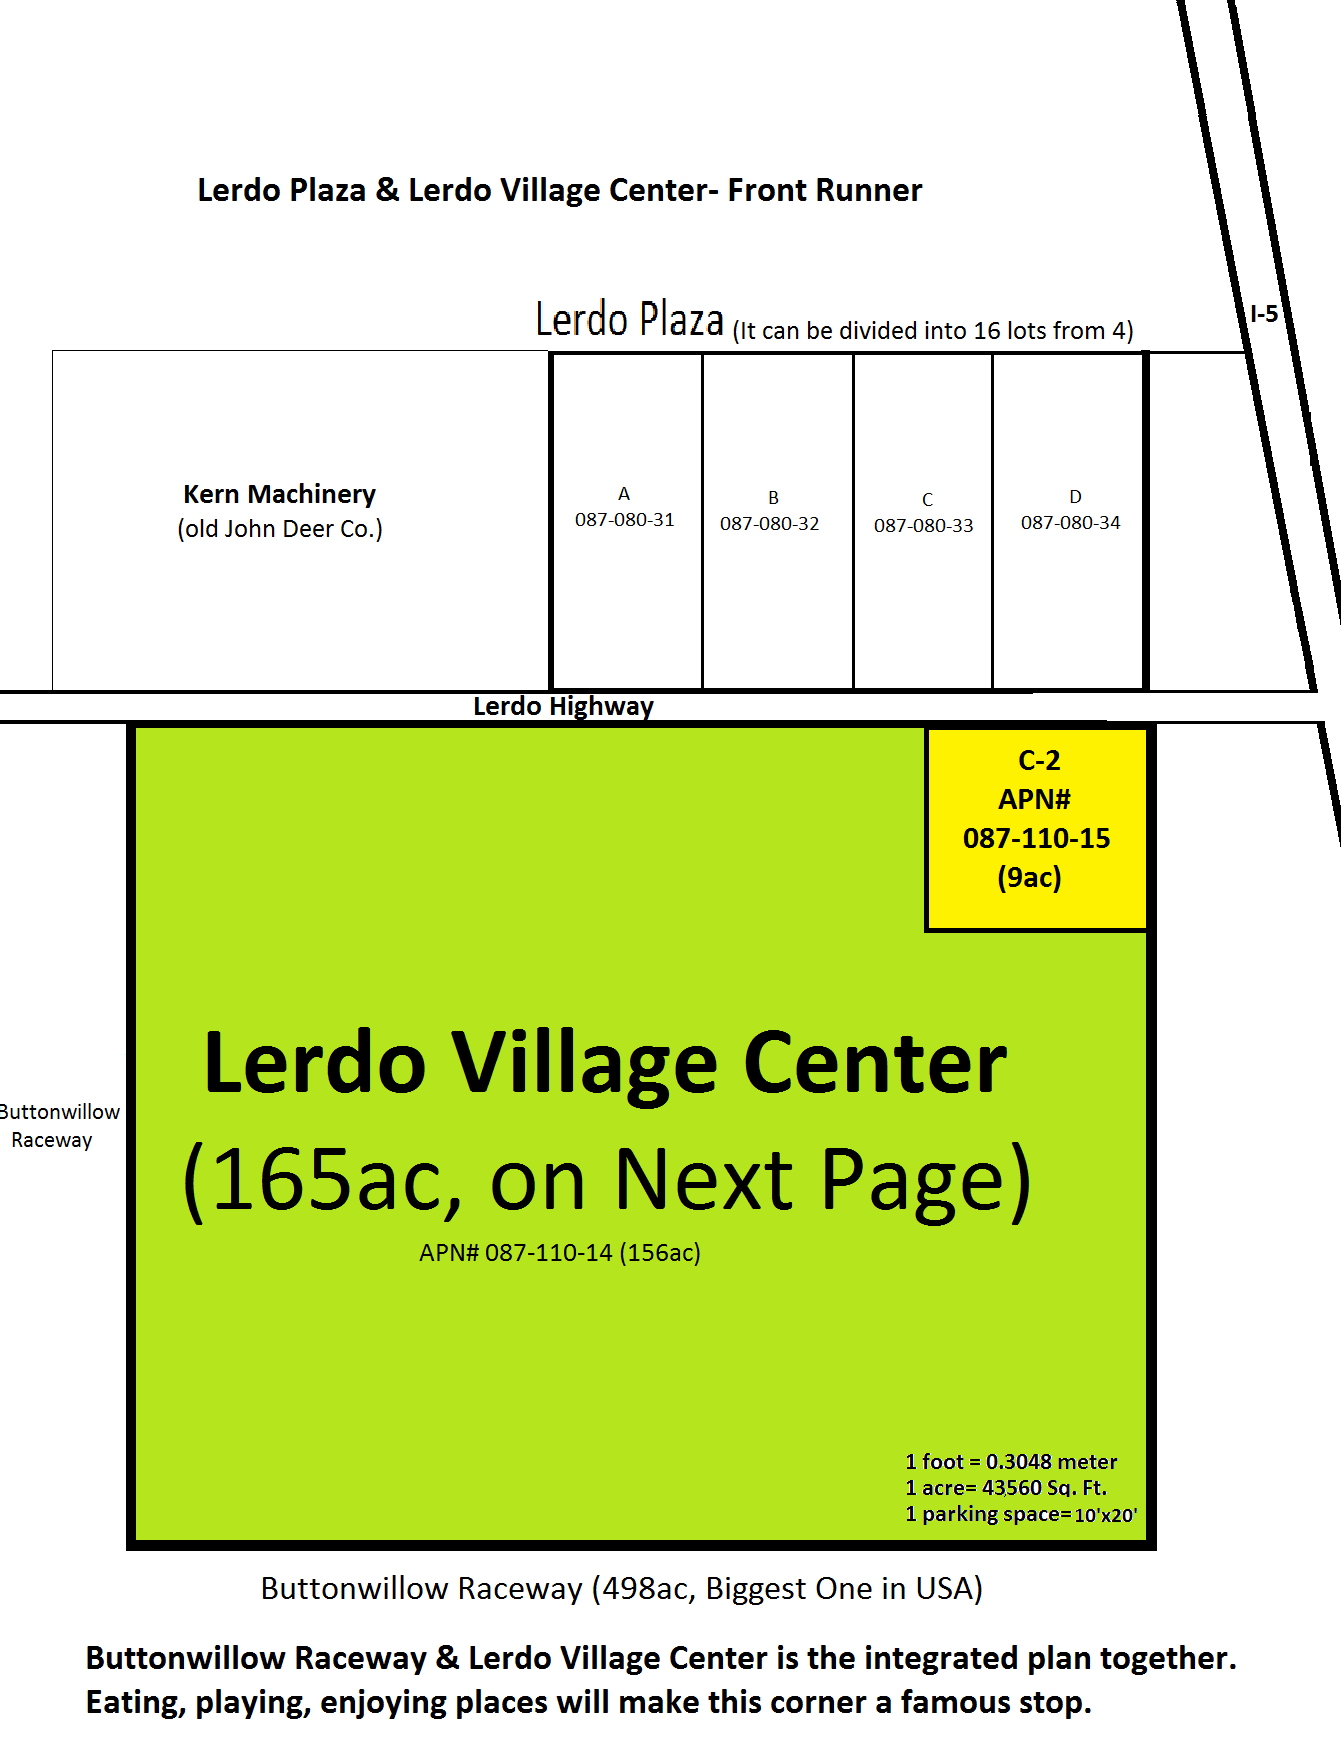 Lerdo Plaza & Lerdo Village Center- Front Runner
Lerdo Plaza (It can be divided into 16 lots from 4)
I-5
Kern Machinery
(old John Deer Co.)
A
087-080-31
B
087-080-32
C
087-080-33
D
087-080-34
Lerdo Highway
C-2
APN#
087-110-15
(9ac)
Lerdo Village Center
(165ac, on Next Page)
APN# 087-110-14 (156ac)
Buttonwillow
Raceway
1 foot = 0.3048 meter
1 acre= 43560 Sq. Ft.
1 parking space= 10'x20'
Buttonwillow Raceway (498ac, Biggest One in USA)
Buttonwillow Raceway & Lerdo Village Center is the integrated plan together.
Eating, playing, enjoying places will make this corner a famous stop.